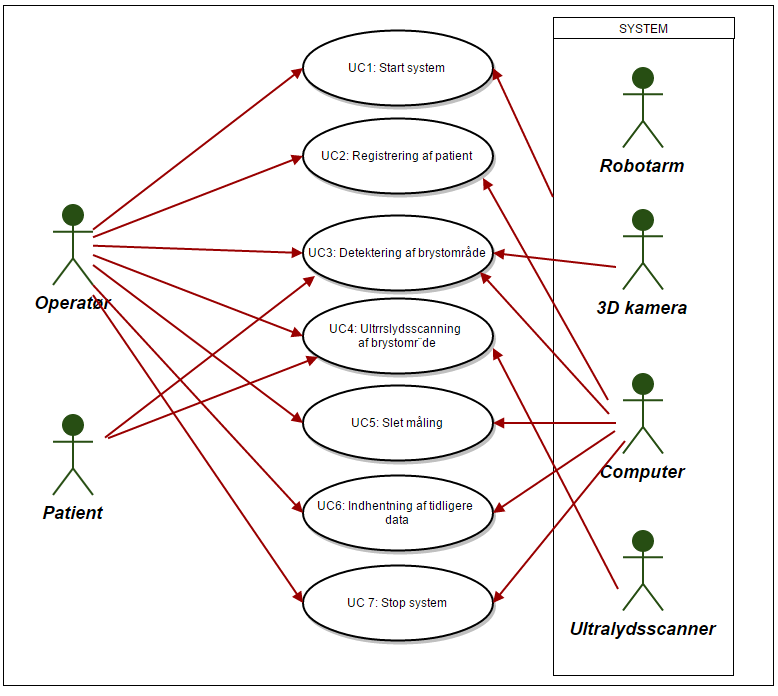 SYSTEM
UC1: Start system
Robotarm
UC2: Registrering af patient
Operatør
UC3: Detektering af brystområde
3D kamera
UC4: Ultrrslydsscanning
af brystomr¨de
Patient
UC5: Slet måling
Computer
UC6: Indhentning af tidligere
data
UC 7: Stop system
Ultralydsscanner